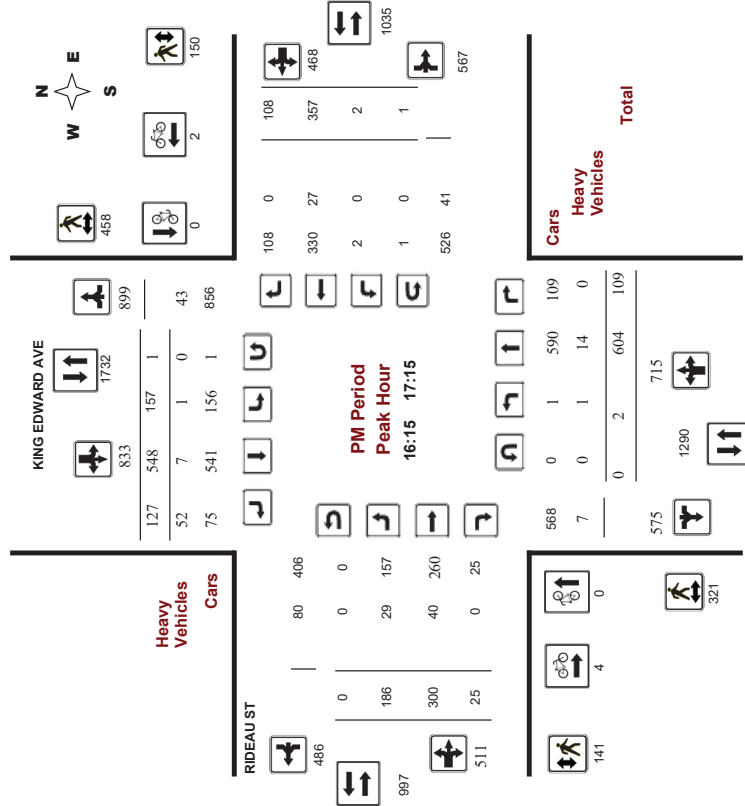 N
W E
S
458
150
0
2
KING EDWARD AVE
1732
833
899
127 548 157 1
52 7 1 0 43
75 541 156 1 856
Heavy
Vehicles
Cars
1035
468
567
108 0 108
330 27 357
2 0 2
1 0 1
526 41
PM Period
Peak Hour
16:15 17:15
RIDEAU ST
486
997
511
80 406
0 0 0
186 29 157
300 40 260
25 0 25
Cars
Heavy
Vehicles
Total
568 0 1 590 109
7 0 1 14 0
0 2 604 109
575
715
1290
0
4
141
321